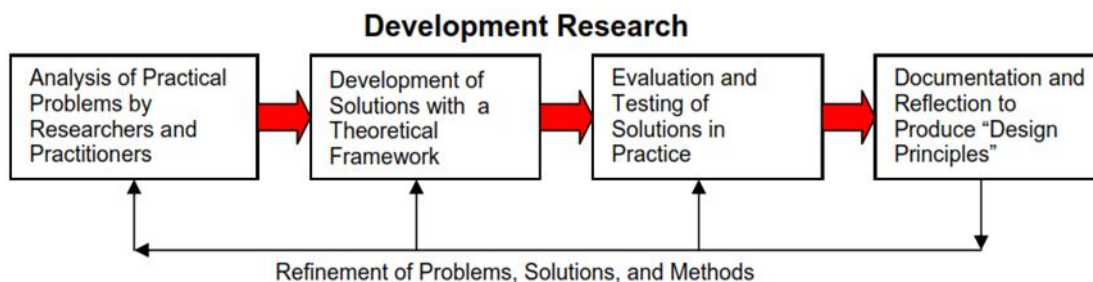 Development Research
Analysis of Practical
Problems by
Researchers and
Practitioners
Development of
Solutions with a
Theoretical
Framework
Evaluation and
Testing of
Solutions in
Practice
Documentation and
Reflection to
Produce “Design
Principles”
Refinement of Problems, Solutions, and Methods